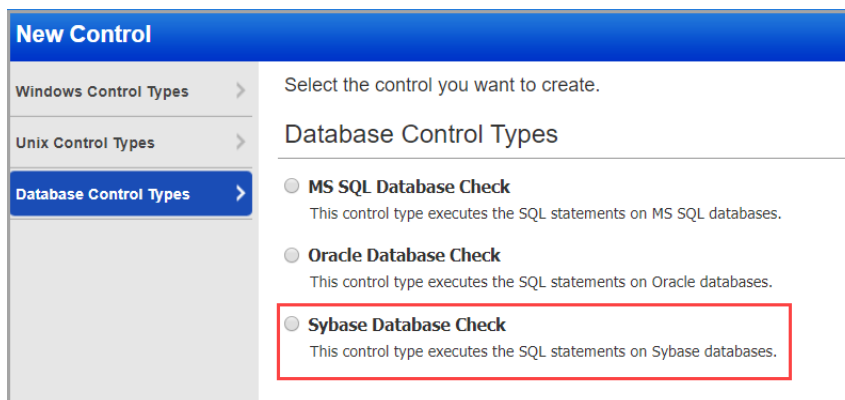 New Control
Windows Control Types
Unix Control Types
Database Control Types
Select the control you want to create.
Database Control Types
MS SQL Database Check
This control type executes the SQL statements on MS SQL databases.
Oracle Database Check
This control type executes the SQL statements on Oracle databases.
Sybase Database Check
This control type executes the SQL statements on Sybase databases.